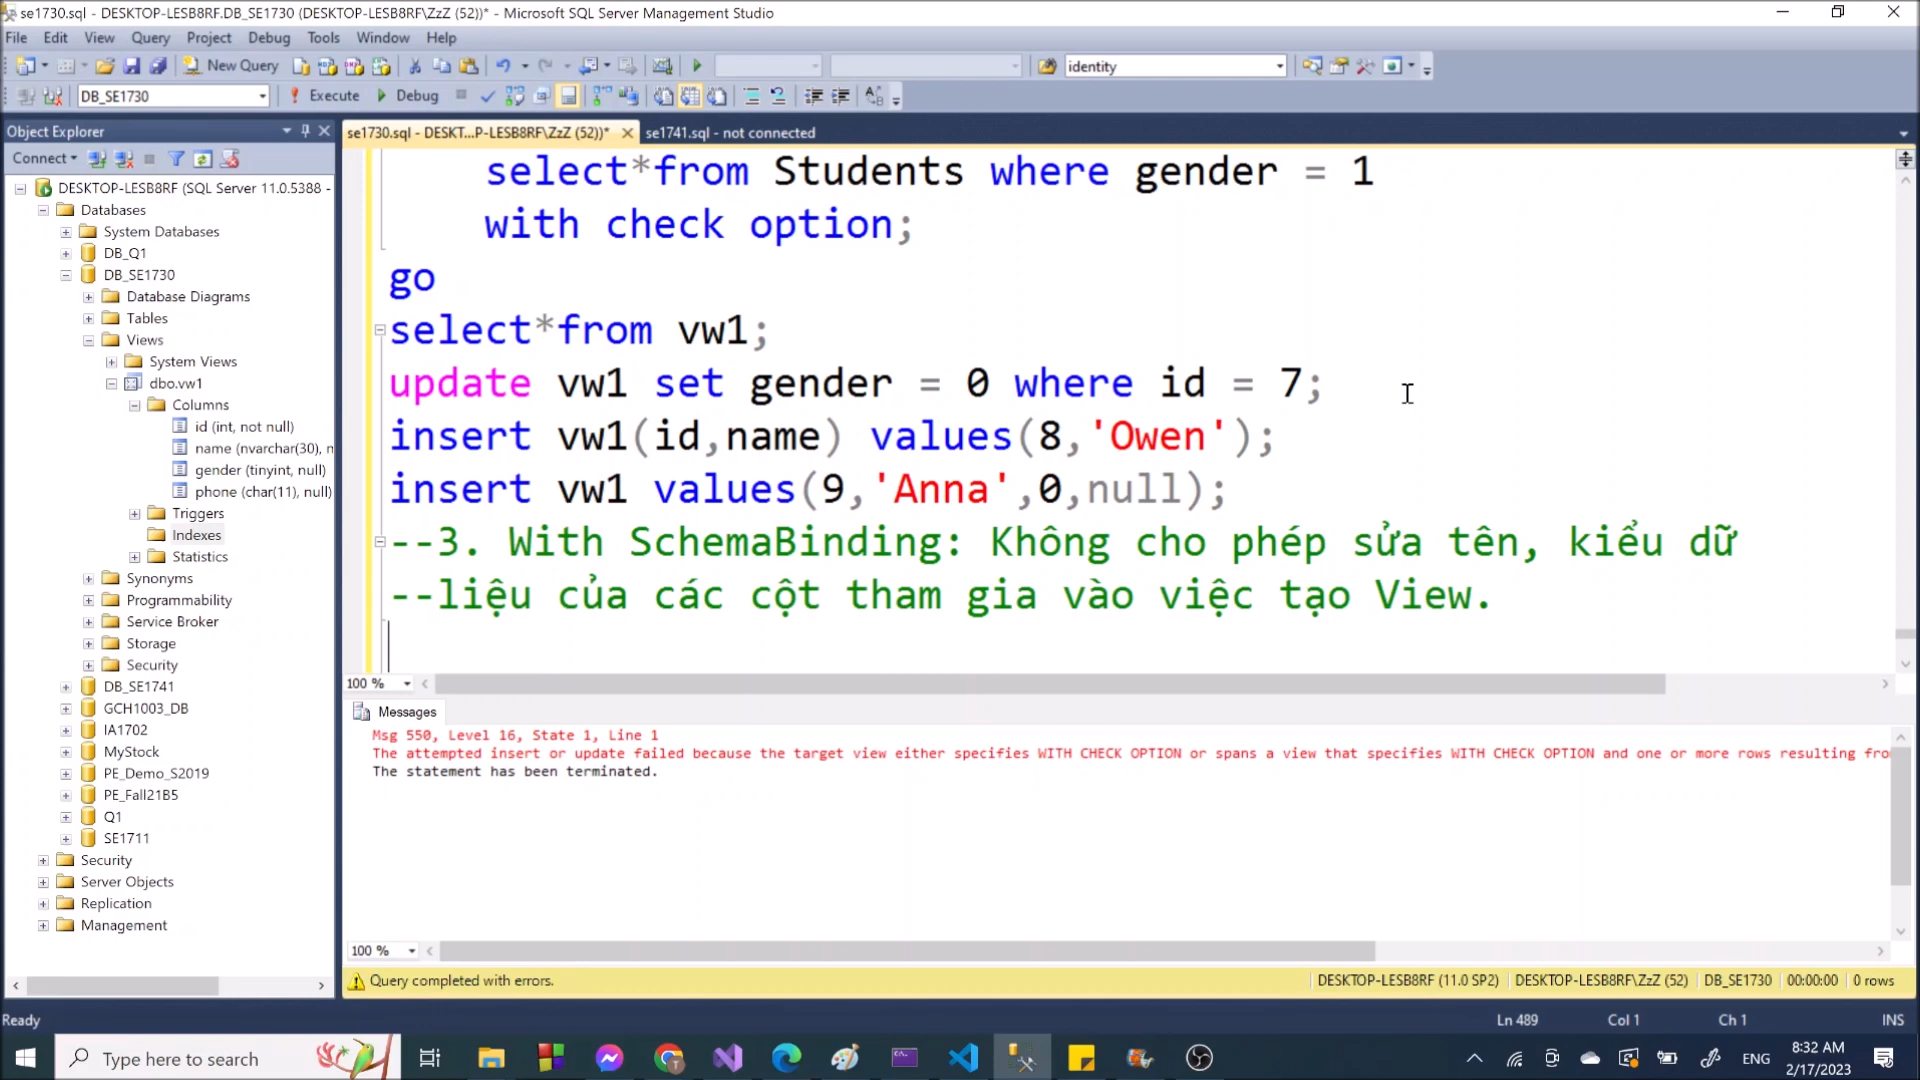 se1730.sql - DESKTOP-LESB8RF.DB_SE1730 (DESKTOP-LESB8RF\ZzZ (52))* - Microsoft SQL Server Management Studio
File Edit View Query Project Debug Tools Window Help
New Query identity
DB_SE1730 Execute Debug
Object Explorer
Connect
DESKTOP-LESB8RF (SQL Server 11.0.5388 -
Databases
System Databases
DB_Q1
DB_SE1730
Database Diagrams
Tables
Views
System Views
dbo.vw1
Columns
id (int, not null)
name (nvarchar(30), n
gender (tinyint, null)
phone (char(11), null)
Triggers
Indexes
Statistics
Synonyms
Programmability
Service Broker
Storage
Security
DB_SE1741
GCH1003_DB
IA1702
MyStock
PE_Demo_S2019
PE_Fall21B5
Q1
SE1711
Security
Server Objects
Replication
Management
se1730.sql - DESKT...P-LESB8RF\ZzZ (52))* se1741.sql - not connected
select*from Students where gender = 1
with check option;
go
select*from vw1;
update vw1 set gender = 0 where id = 7;
insert vw1(id,name) values(8,'Owen');
insert vw1 values(9,'Anna',0,null);
--3. With SchemaBinding: Không cho phép sửa tên, kiểu dữ
--liệu của các cột tham gia vào việc tạo View.
100 %
Messages
Msg 550, Level 16, State 1, Line 1
The attempted insert or update failed because the target view either specifies WITH CHECK OPTION or spans a view that specifies WITH CHECK OPTION and one or more rows resulting fro
The statement has been terminated.
100 %
Query completed with errors. DESKTOP-LESB8RF (11.0 SP2) DESKTOP-LESB8RF\ZzZ (52) DB_SE1730 00:00:00 0 rows
Ready Ln 489 Col 1 Ch 1 INS
Type here to search ENG 8:32 AM
2/17/2023